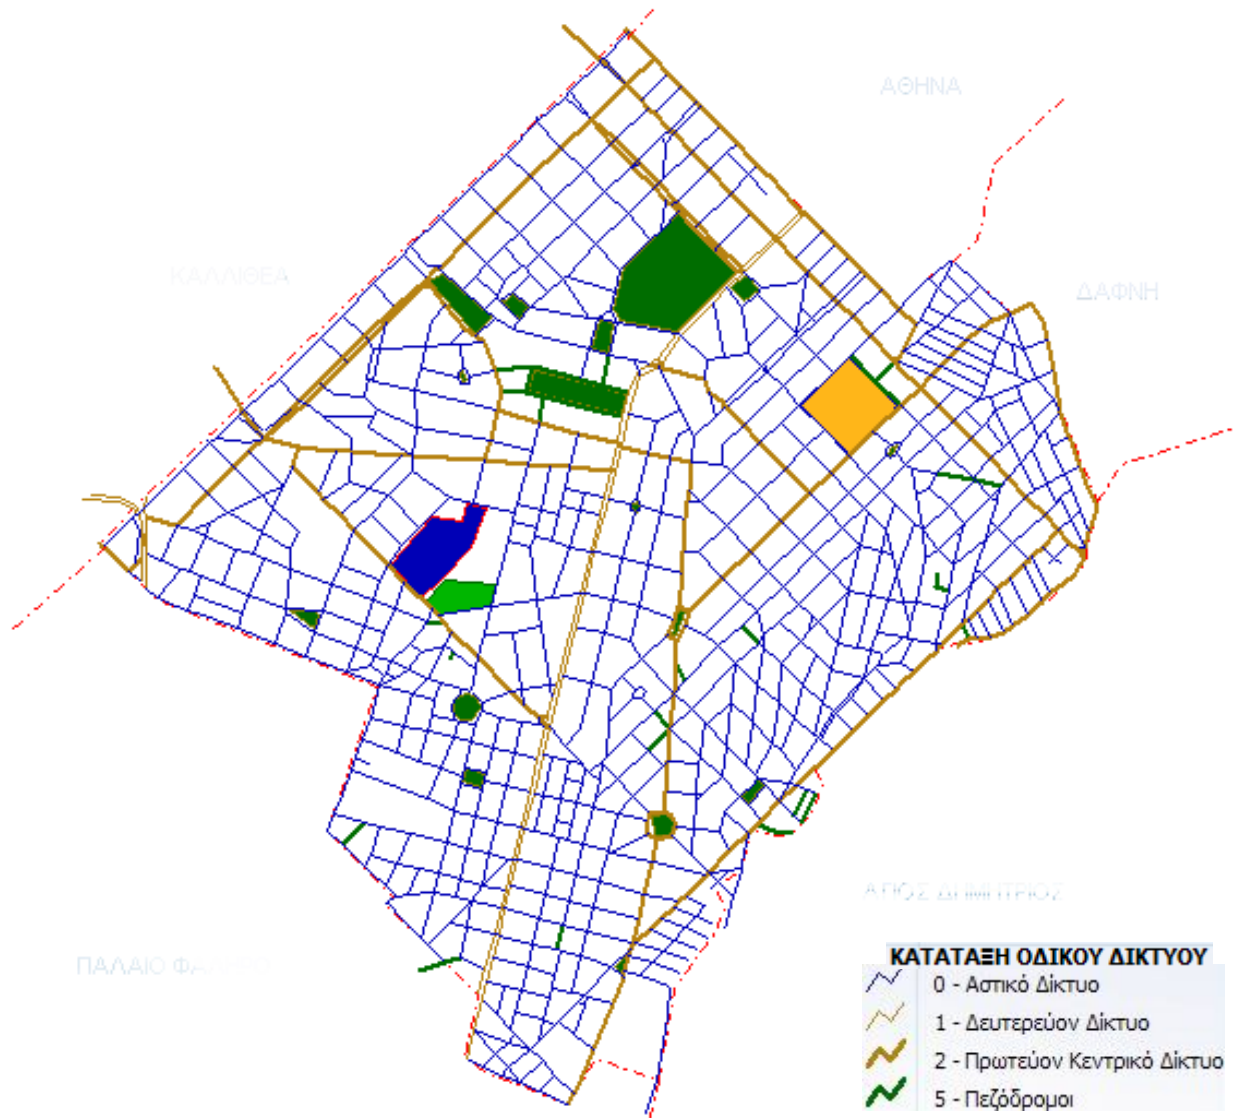 ΑΘΗΝΑ
ΚΑΛΛΙΘΕΑ
ΔΑΦΝΗ
ΑΓΙΟΣ ΔΗΜΗΤΡΙΟΣ
ΠΑΛΑΙΟ
ΚΑΤΑΤΑΞΗ ΟΔΙΚΟΥ ΔΙΚΤΥΟΥ
0 - Αστικό Δίκτυο
1 - Δευτερεύον Δίκτυο
2 - Πρωτεύον Κεντρικό Δίκτυο
5 - Πεζόδρομοι